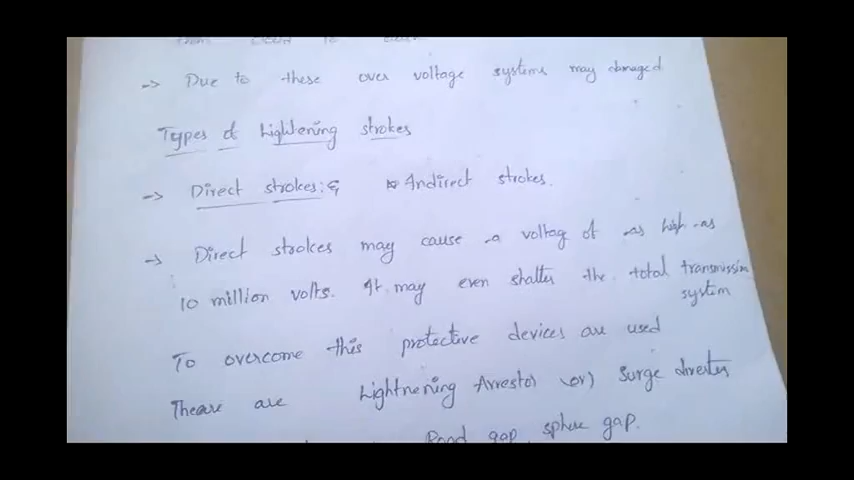 -> Due to these over voltage systems may damaged
Types of Lightening strokes
-> Direct strokes: & Indirect strokes.
-> Direct strokes may cause a voltage of as high as
10 million volts. It may even shatter the total transmission
system
To overcome this protective devices are used
Theare are Lightnening Arrestor (or) Surge diverter
gap, sphere gap.